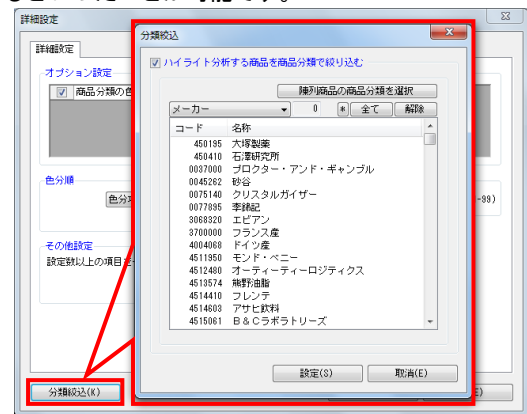 詳細設定
詳細設定
オプション設定
商品分類の色
色分順
色分
-99)
その他設定
設定数以上の項目を
分類絞込(K)
E)
分類絞込
ハイライト分析する商品を商品分類で絞り込む
陳列商品の商品分類を選択
メーカー 0 * 全て 解除
コード 名称
450195 大塚製薬
450410 石澤研究所
0037000 プロクター・アンド・ギャンブル
0045262 砂谷
0075140 クリスタルガイザー
0077895 李錦記
3068320 エビアン
3700000 フランス産
4004068 ドイツ産
4511950 モンド・ペニー
4512480 オーティーティーロジティクス
4513574 熊野油脂
4514410 フレンテ
4514603 アサヒ飲料
4515061 B&Cラボラトリーズ
設定(S) 取消(E)